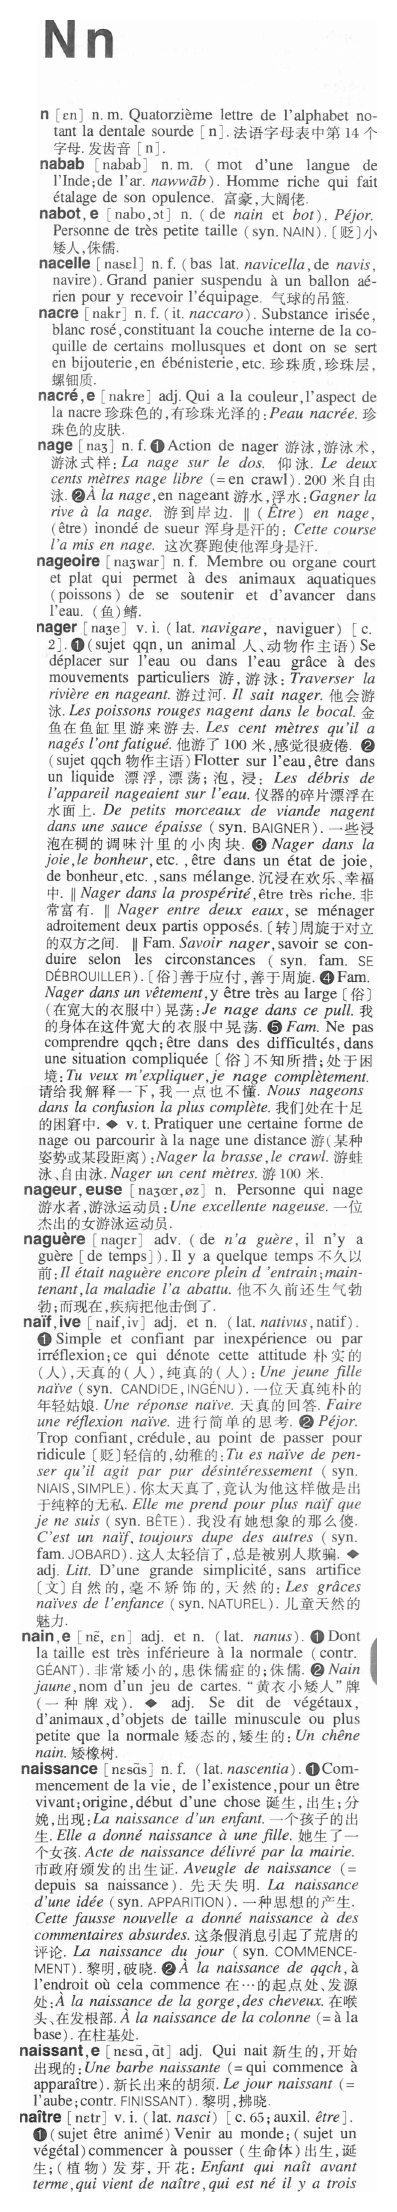 N n
n [ɛn] n. m. Quatorzième lettre de l'alphabet no-
tant la dentale sourde [n]. 法语字母表中第 14 个
字母. 发齿音 [n].
nabab [nabab] n. m. ( mot d'une langue de
l'Inde;de l'ar. nawwāb). Homme riche qui fait
étalage de son opulence. 富豪,大阔佬.
nabot,e [nabo,ɔt] n. (de nain et bot). Péjor.
Personne de très petite taille (syn. NAIN).〔贬〕小
矮人,侏儒.
nacelle [nasɛl] n. f. (bas lat. navicella,de navis,
navire). Grand panier suspendu à un ballon aé-
rien pour y recevoir l'équipage. 气球的吊篮.
nacre [nakr] n. f. (it. naccaro). Substance irisée,
blanc rosé,constituant la couche interne de la co-
quille de certains mollusques et dont on se sert
en bijouterie,en ébénisterie,etc. 珍珠质,珍珠层,
螺钿质.
nacré,e [nakre] adj. Qui a la couleur,l'aspect de
la nacre 珍珠色的,有珍珠光泽的:Peau nacrée. 珍
珠色的皮肤.
nage [naʒ] n. f. ❶Action de nager 游泳,游泳术,
游泳式样: La nage sur le dos. 仰泳. Le deux
cents mètres nage libre (=en crawl).200 米自由
泳. ❷À la nage,en nageant 游水,浮水:Gagner la
rive à la nage. 游到岸边. ‖ (Être) en nage,
(être) inondé de sueur 浑身是汗的: Cette course
l'a mis en nage. 这次赛跑使他浑身是汗.
nageoire [naʒwar] n. f. Membre ou organe court
et plat qui permet à des animaux aquatiques
(poissons) de se soutenir et d'avancer dans
l'eau. (鱼)鳍.
nager [naʒe] v. i. (lat. navigare, naviguer) [c.
2]. ❶(sujet qqn,un animal 人、动物作主语) Se
déplacer sur l'eau ou dans l'eau grâce à des
mouvements particuliers 游,游泳: Traverser la
rivière en nageant. 游过河. Il sait nager. 他会游
泳. Les poissons rouges nagent dans le bocal. 金
鱼在鱼缸里游来游去. Les cent mètres qu'il a
nagés l'ont fatigué. 他游了 100 米,感觉很疲倦. ❷
(sujet qqch 物作主语) Flotter sur l'eau,être dans
un liquide 漂浮,漂荡; 泡, 浸: Les débris de
l'appareil nageaient sur l'eau. 仪器的碎片漂浮在
水面上. De petits morceaux de viande nagent
dans une sauce épaisse (syn. BAIGNER). 一些浸
泡在稠的调味汁里的小肉块. ❸ Nager dans la
joie,le bonheur,etc. ,être dans un état de joie,
de bonheur,etc. ,sans mélange. 沉浸在欢乐、幸福
中. ‖ Nager dans la prospérité,être très riche. 非
常富有. ‖ Nager entre deux eaux, se ménager
adroitement deux partis opposés.〔转〕周旋于对立
的双方之间. ‖ Fam. Savoir nager,savoir se con-
duire selon les circonstances ( syn. fam. SE
DÉBROUILLER).〔俗〕善于应付,善于周旋. ❹Fam.
Nager dans un vêtement,y être très au large〔俗〕
(在宽大的衣服中) 晃荡:Je nage dans ce pull. 我
的身体在这件宽大的衣服中晃荡. ❺ Fam. Ne pas
comprendre qqch;être dans des difficultés,dans
une situation compliquée〔俗〕不知所措;处于困
境:Tu veux m'expliquer,je nage complètement.
请给我解释一下,我一点也不懂. Nous nageons
dans la confusion la plus complète. 我们处在十足
的困窘中. ◆ v. t. Pratiquer une certaine forme de
nage ou parcourir à la nage une distance 游(某种
姿势或某段距离):Nager la brasse,le crawl. 游蛙
泳、自由泳. Nager un cent mètres. 游100 米.
nageur, euse [naʒœr,øz] n. Personne qui nage
游水者,游泳运动员:Une excellente nageuse. 一位
杰出的女游泳运动员.
naguère [nagɛr] adv. (de n'a guère, il n'y a
guère [de temps]). Il y a quelque temps 不久以
前:Il était naguère encore plein d 'entrain;main-
tenant,la maladie l'a abattu. 他不久前还生气勃
勃;而现在,疾病把他击倒了.
naïf,ive [naif,iv] adj. et n. (lat. nativus,natif).
❶ Simple et confiant par inexpérience ou par
irréflexion;ce qui dénote cette attitude 朴实的
(人),天真的(人),纯真的(人): Une jeune fille
naïve (syn. CANDIDE,INGÉNU). 一位天真纯朴的
年轻姑娘. Une réponse naïve. 天真的回答. Faire
une réflexion naïve. 进行简单的思考. ❷ Péjor.
Trop confiant,crédule,au point de passer pour
ridicule〔贬〕轻信的,幼稚的:Tu es naïve de pen-
ser qu'il agit par pur désintéressement ( syn.
NIAIS,SIMPLE). 你太天真了,竟认为他这样做是出
于纯粹的无私. Elle me prend pour plus naïf que
je ne suis (syn. BÊTE). 我没有她想象的那么傻.
C'est un naïf, toujours dupe des autres ( syn.
fam. JOBARD). 这人太轻信了,总是被别人欺骗. ◆
adj. Litt. D'une grande simplicité, sans artifice
〔文〕自然的,毫不矫饰的,天然的: Les grâces
naïves de l'enfance (syn. NATUREL). 儿童天然的
魅力.
nain,e [nɛ̃, ɛn] adj. et n. (lat. nanus). ❶ Dont
la taille est très inférieure à la normale (contr.
GÉANT). 非常矮小的,患侏儒症的;侏儒. ❷ Nain
jaune,nom d'un jeu de cartes. “黄衣小矮人”牌
(一种牌戏). ◆ adj. Se dit de végétaux,
d'animaux,d'objets de taille minuscule ou plus
petite que la normale 矮态的,矮生的: Un chêne
nain. 矮橡树.
naissance [nɛsɑ̃s] n. f. (lat. nascentia). ❶Com-
mencement de la vie, de l'existence,pour un être
vivant;origine,début d'une chose 诞生,出生;分
娩,出现:La naissance d'un enfant. 一个孩子的出
生. Elle a donné naissance à une fille. 她生了一
个女孩. Acte de naissance délivré par la mairie.
市政府颁发的出生证. Aveugle de naissance (=
depuis sa naissance). 先天失明. La naissance
d'une idée (syn. APPARITION). 一种思想的产生.
Cette fausse nouvelle a donné naissance à des
commentaires absurdes. 这条假消息引起了荒唐的
评论. La naissance du jour ( syn. COMMENCE-
MENT). 黎明,破晓. ❷À la naissance de qqch,à
l'endroit où cela commence 在…的起点处、发源
处:À la naissance de la gorge,des cheveux. 在喉
头、在发根部. À la naissance de la colonne (=à la
base). 在柱基处.
naissant,e [nɛsɑ̃,ɑ̃t] adj. Qui nait 新生的,开始
出现的:Une barbe naissante (=qui commence à
apparaître). 新长出来的胡须. Le jour naissant (=
l'aube;contr. FINISSANT). 黎明,拂晓.
naître [nɛtr] v. i. (lat. nasci) [c. 65;auxil. être].
❶(sujet être animé) Venir au monde;(sujet un
végétal)commencer à pousser (生命体)出生,诞
生;(植物) 发芽,开花: Enfant qui naît avant
terme,qui vient de naître,qui est né il y a trois